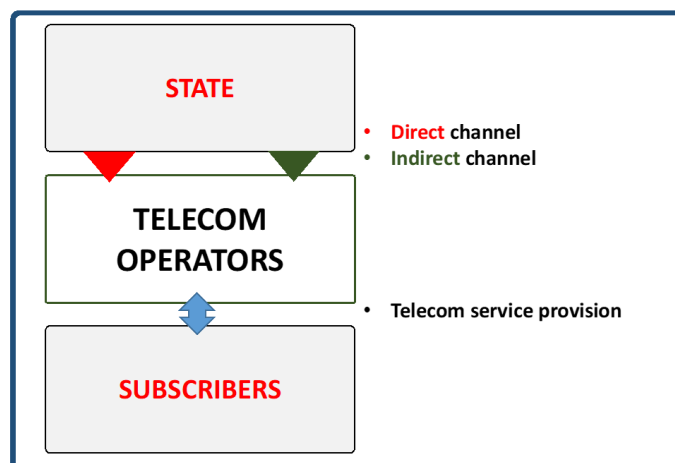 STATE
• Direct channel
• Indirect channel
TELECOM
OPERATORS
• Telecom service provision
SUBSCRIBERS